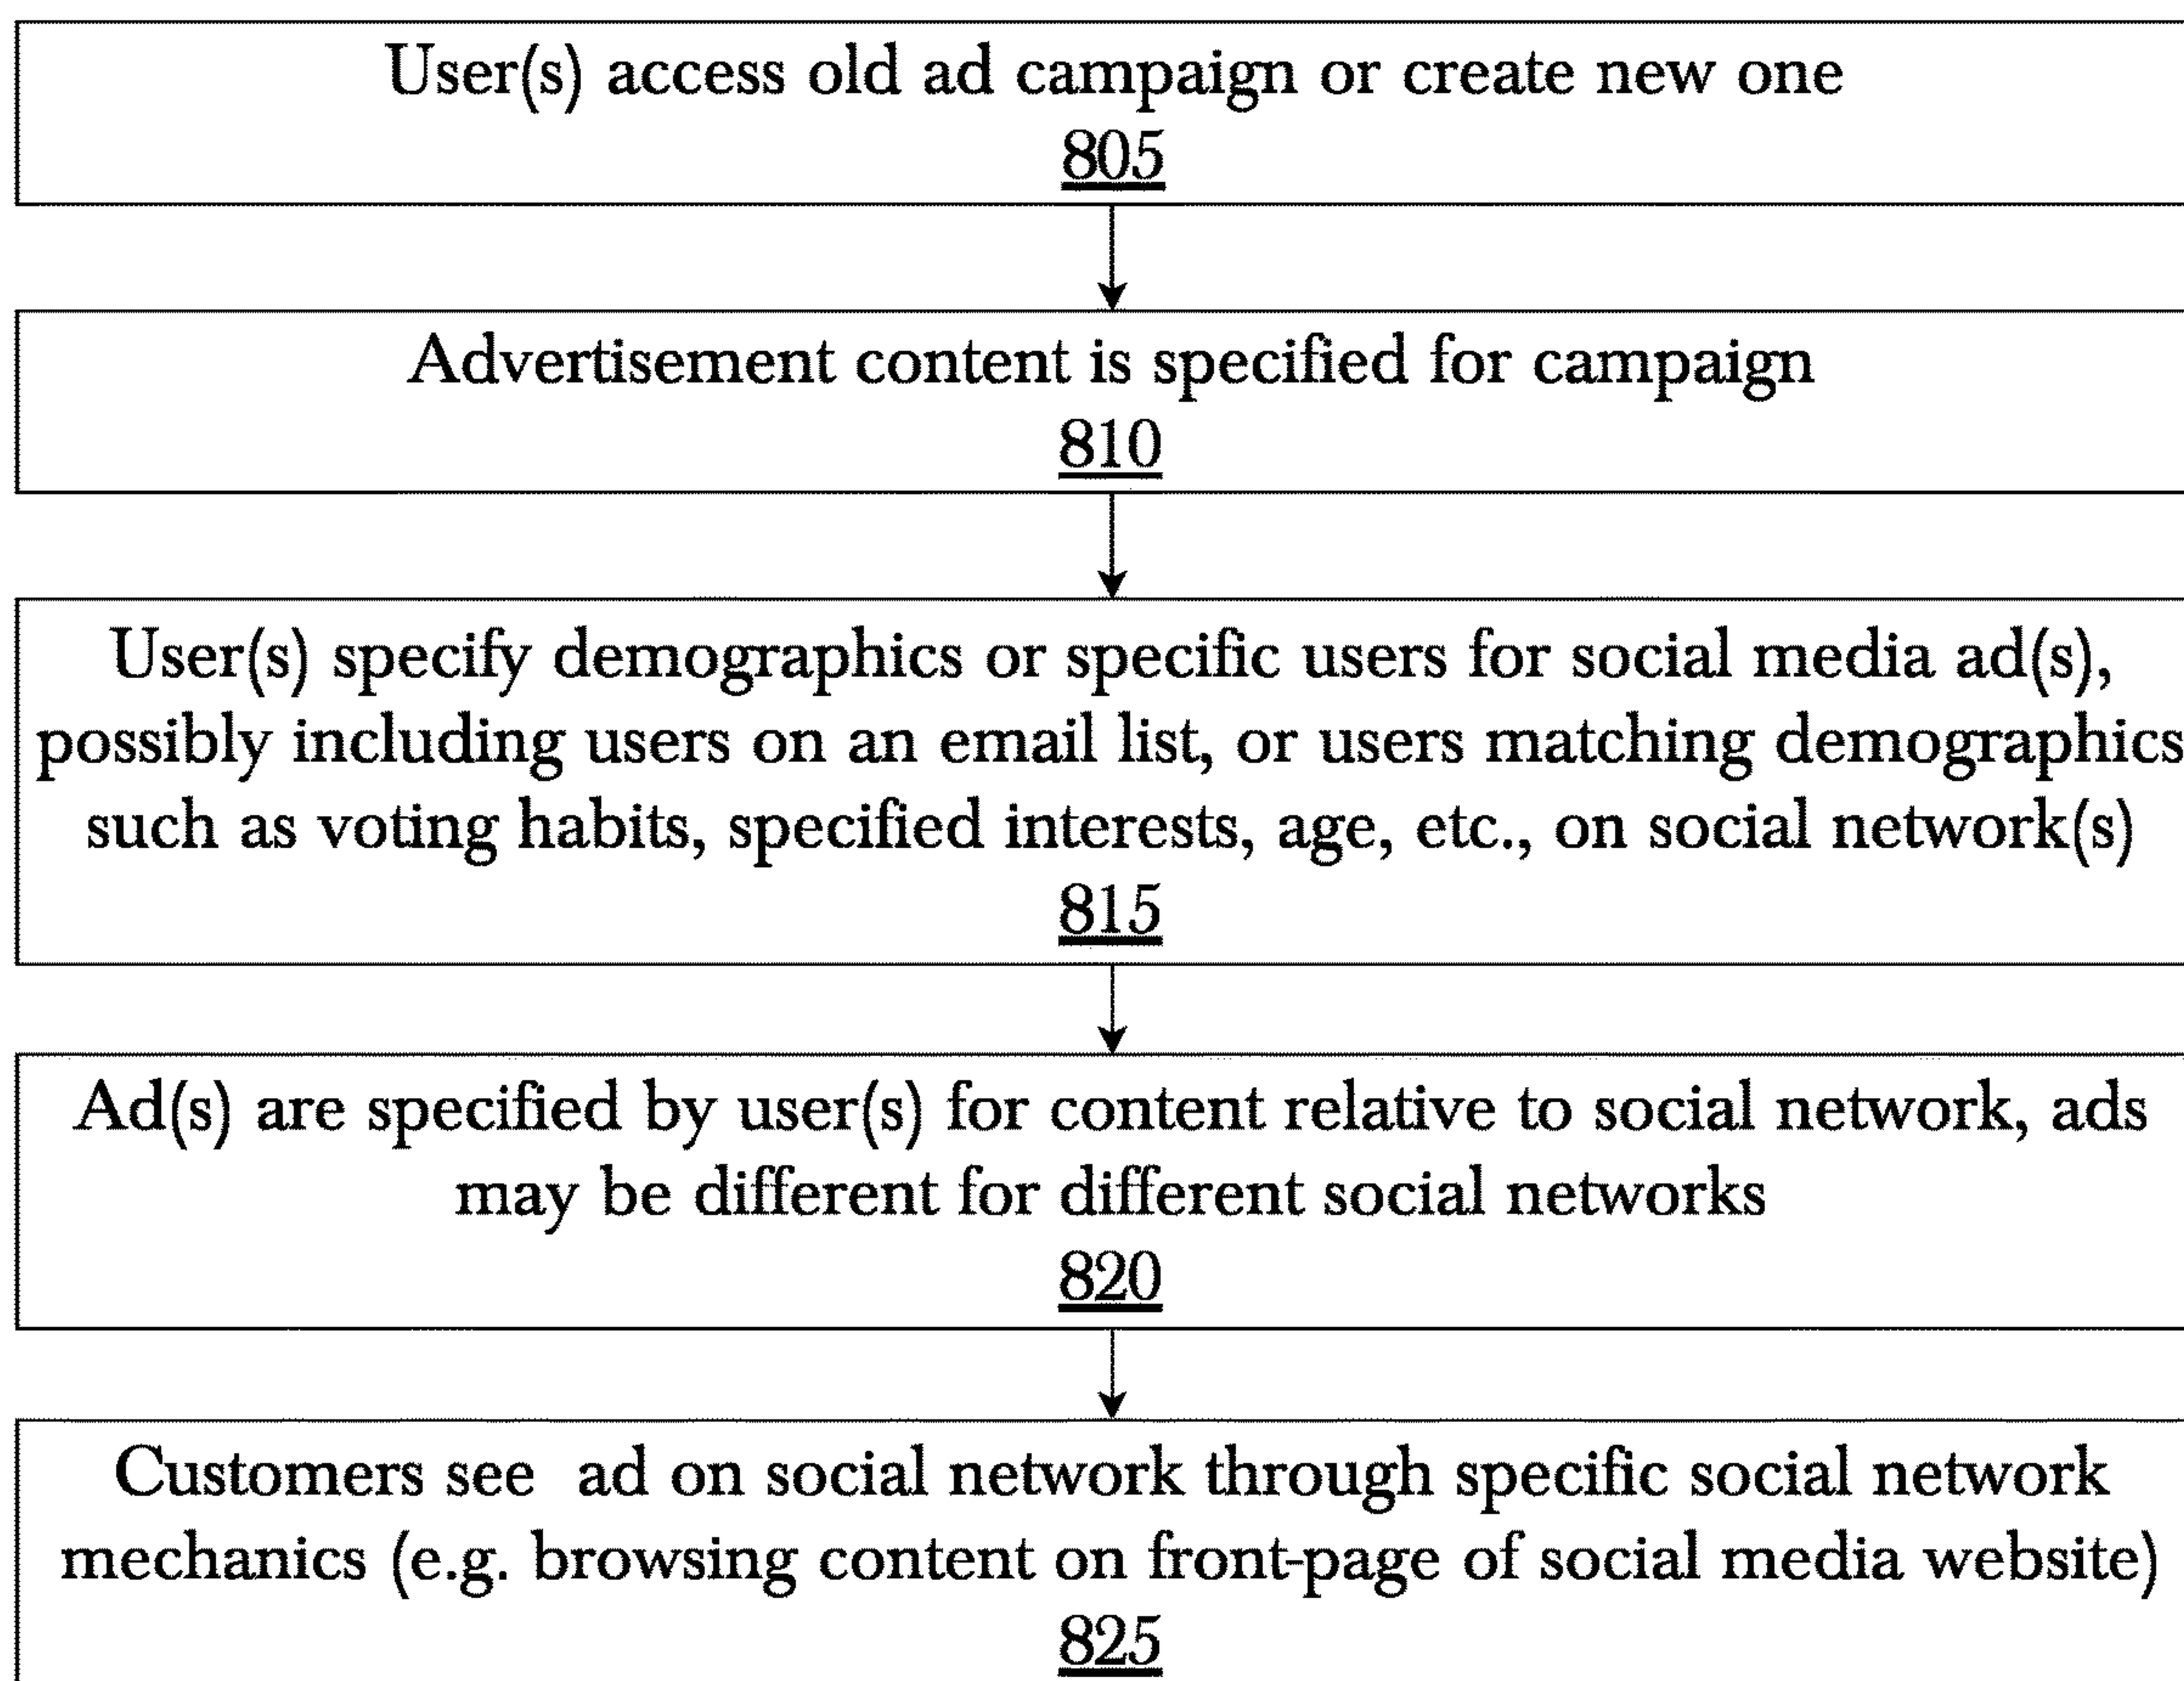 User(s) access old ad campaign or create new one
805
Advertisement content is specified for campaign
810
User(s) specify demographics or specific users for social media ad(s),
possibly including users on an email list, or users matching demographics
such as voting habits, specified interests, age, etc., on social network(s)
815
Ad(s) are specified by user(s) for content relative to social network, ads
may be different for different social networks
820
Customers see ad on social network through specific social network
mechanics (e.g. browsing content on front-page of social media website)
825